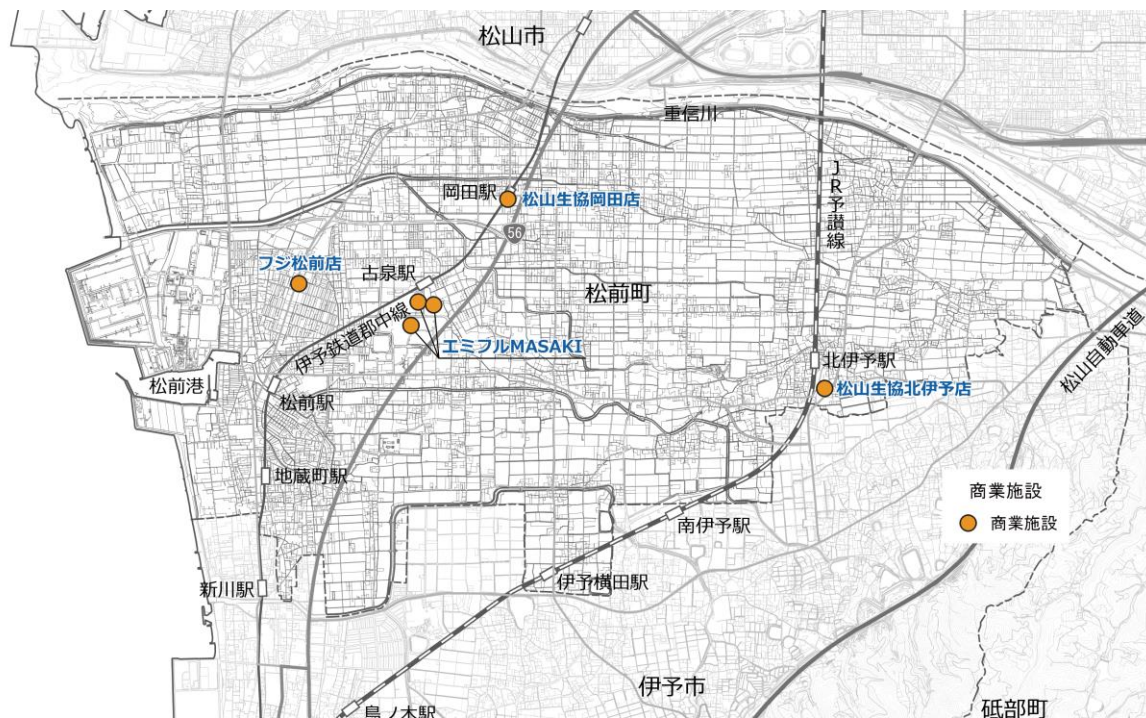 松山市
重信川
岡田駅
松山生協岡田店
JR予讃線
56
フジ松前店
古泉駅
松前町
伊予鉄道郡中線
エミフルMASAKI
松山自動車道
北伊予駅
松前港
松山生協北伊予店
松前駅
地蔵町駅
商業施設
商業施設
南伊予駅
新川駅
伊予横田駅
伊予市
鳥ノ木駅
砥部町